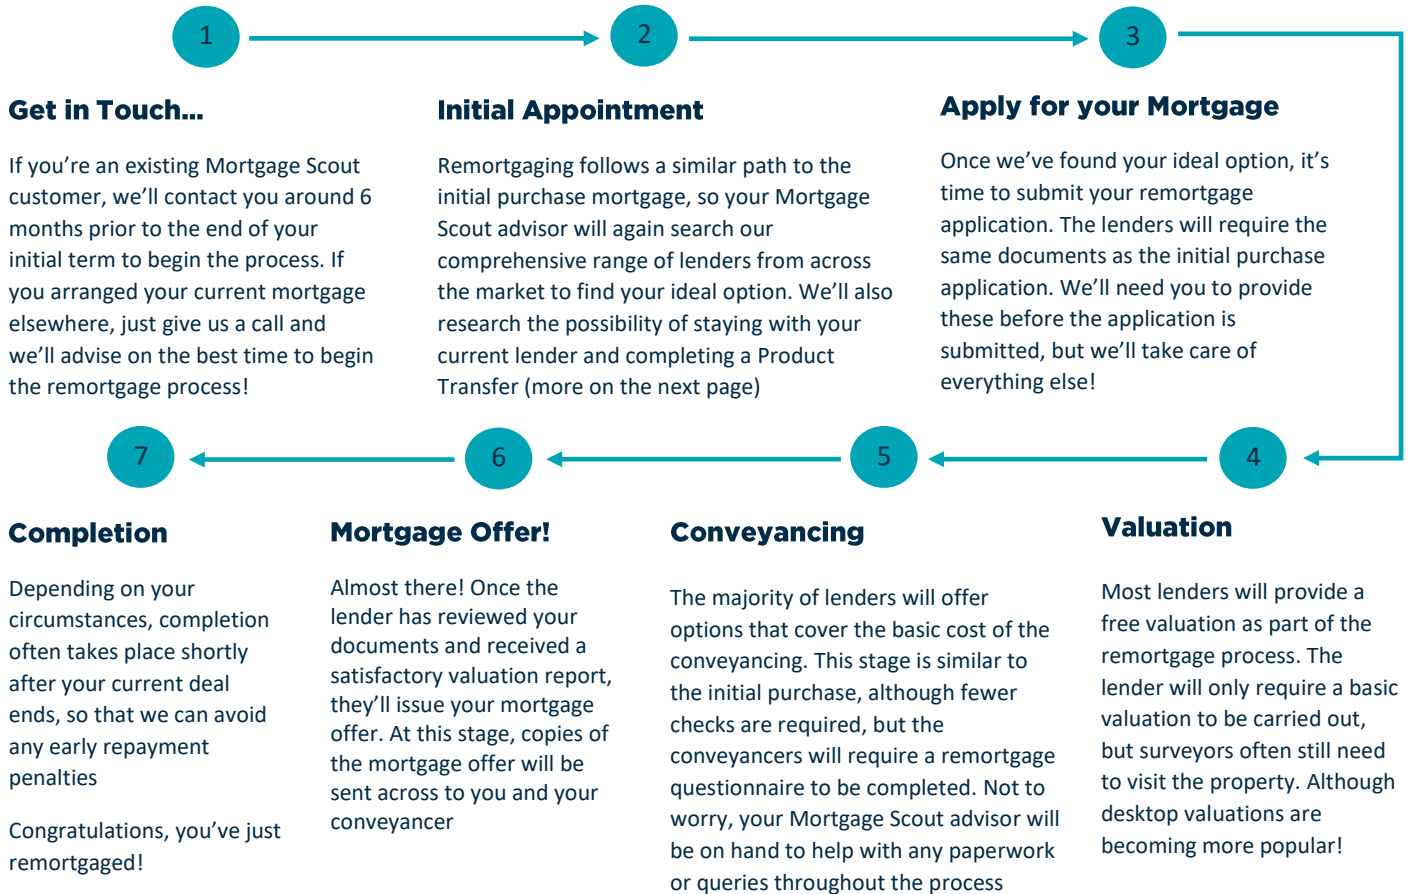 1
2
3
Get in Touch...
If you’re an existing Mortgage Scout
customer, we’ll contact you around 6
months prior to the end of your
initial term to begin the process. If
you arranged your current mortgage
elsewhere, just give us a call and
we’ll advise on the best time to begin
the remortgage process!
Initial Appointment
Remortgaging follows a similar path to the
initial purchase mortgage, so your Mortgage
Scout advisor will again search our
comprehensive range of lenders from across
the market to find your ideal option. We’ll also
research the possibility of staying with your
current lender and completing a Product
Transfer (more on the next page)
Apply for your Mortgage
Once we’ve found your ideal option, it’s
time to submit your remortgage
application. The lenders will require the
same documents as the initial purchase
application. We’ll need you to provide
these before the application is
submitted, but we’ll take care of
everything else!
4
Valuation
Most lenders will provide a
free valuation as part of the
remortgage process. The
lender will only require a basic
valuation to be carried out,
but surveyors often still need
to visit the property. Although
desktop valuations are
becoming more popular!
5
Conveyancing
The majority of lenders will offer
options that cover the basic cost of the
conveyancing. This stage is similar to
the initial purchase, although fewer
checks are required, but the
conveyancers will require a remortgage
questionnaire to be completed. Not to
worry, your Mortgage Scout advisor will
be on hand to help with any paperwork
or queries throughout the process
6
Mortgage Offer!
Almost there! Once the
lender has reviewed your
documents and received a
satisfactory valuation report,
they’ll issue your mortgage
offer. At this stage, copies of
the mortgage offer will be
sent across to you and your
conveyancer
7
Completion
Depending on your
circumstances, completion
often takes place shortly
after your current deal
ends, so that we can avoid
any early repayment
penalties
Congratulations, you’ve just
remortgaged!